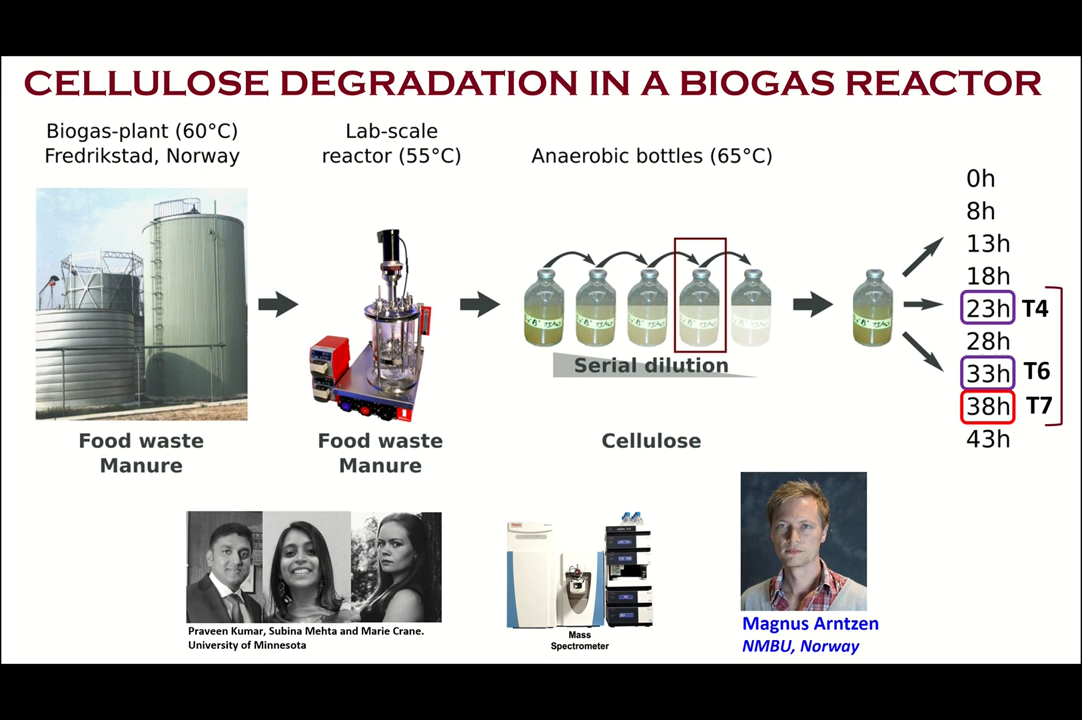 CELLULOSE DEGRADATION IN A BIOGAS REACTOR
Biogas-plant (60°C)
Fredrikstad, Norway
Lab-scale
reactor (55°C)
Anaerobic bottles (65°C)
0h
8h
13h
18h
23h T4
28h
33h T6
38h T7
43h
Serial dilution
Food waste
Manure
Food waste
Manure
Cellulose
Praveen Kumar, Subina Mehta and Marie Crane.
University of Minnesota
Mass
Spectrometer
Magnus Arntzen
NMBU, Norway